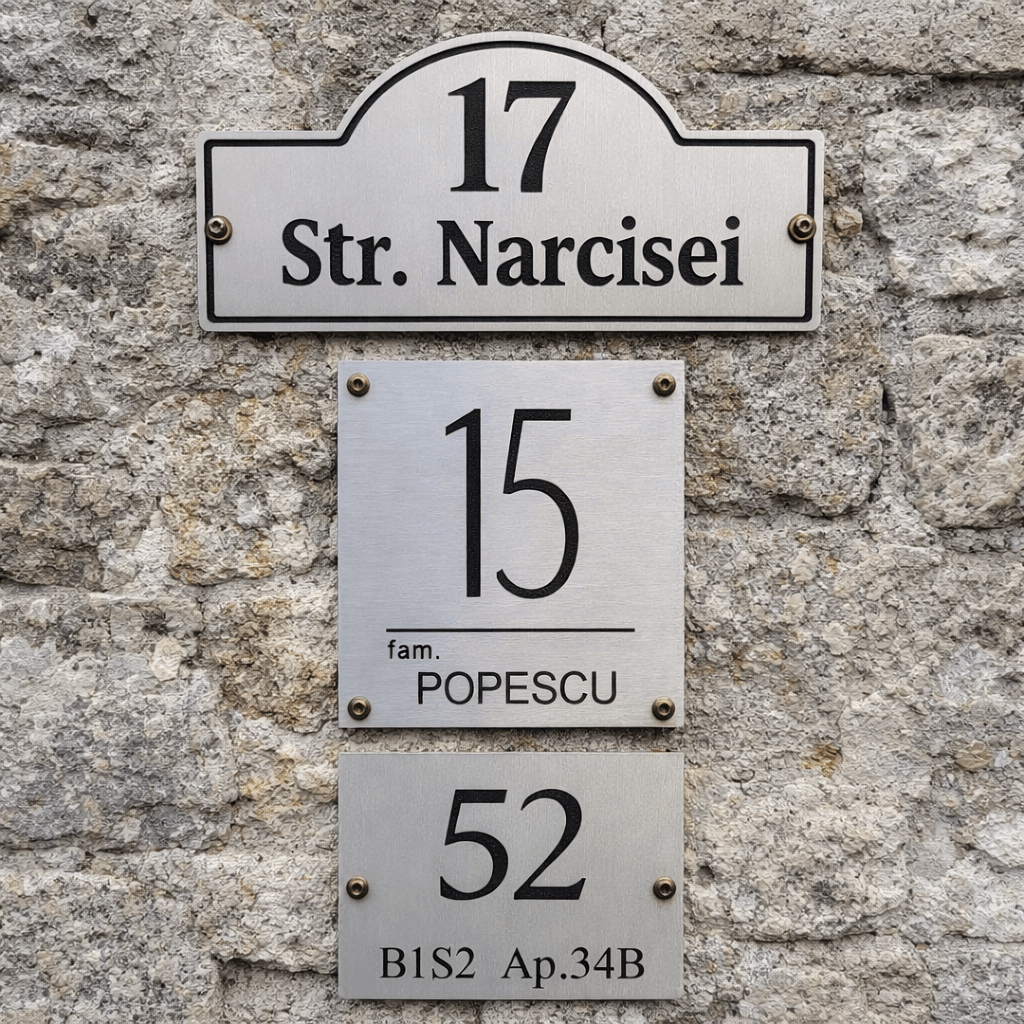 17
Str. Narcisei
15
fam.
POPESCU
52
B1S2 Ap.34B